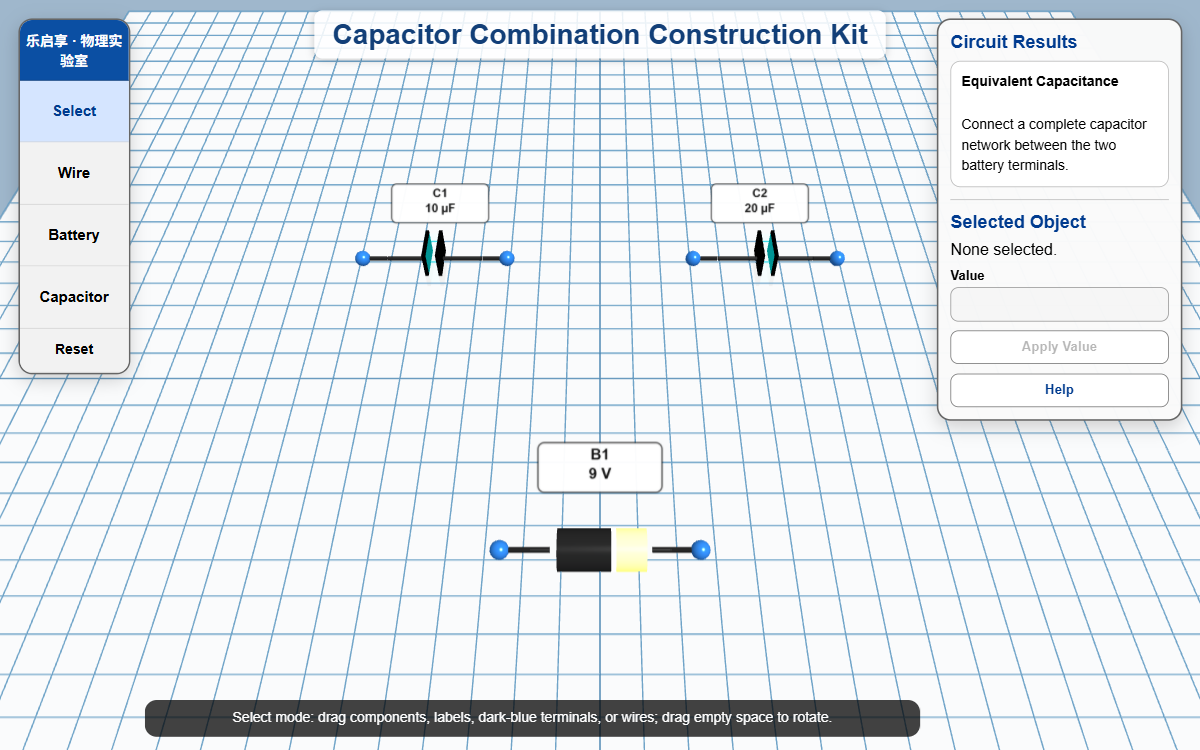 乐启享 · 物理实
验室
Select
Wire
Battery
Capacitor
Reset
Capacitor Combination Construction Kit
C1
10 µF
C2
20 µF
B1
9 V
Circuit Results
Equivalent Capacitance
Connect a complete capacitor
network between the two
battery terminals.
Selected Object
None selected.
Value
Apply Value
Help
Select mode: drag components, labels, dark-blue terminals, or wires; drag empty space to rotate.